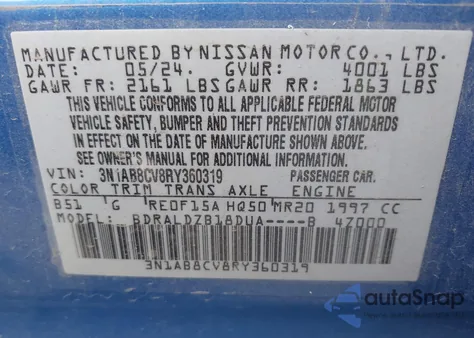 MANUFACTURED BY NISSAN MOTOR CO., LTD.
DATE: 05/24. GVWR: 4001 LBS
GAWR FR: 2161 LBS GAWR RR: 1863 LBS
THIS VEHICLE CONFORMS TO ALL APPLICABLE FEDERAL MOTOR
VEHICLE SAFETY, BUMPER AND THEFT PREVENTION STANDARDS
IN EFFECT ON THE DATE OF MANUFACTURE SHOWN ABOVE.
SEE OWNER'S MANUAL FOR ADDITIONAL INFORMATION.
VIN: 3N1AB8CV8RY360319 PASSENGER CAR.
COLOR TRIM TRANS AXLE ENGINE
B51 G RE0F15A HQ50 MR20 1997 CC
MODEL: BDRALDZB18DUA----B 4Z000
3N1AB8CV8RY360319
autoSnap